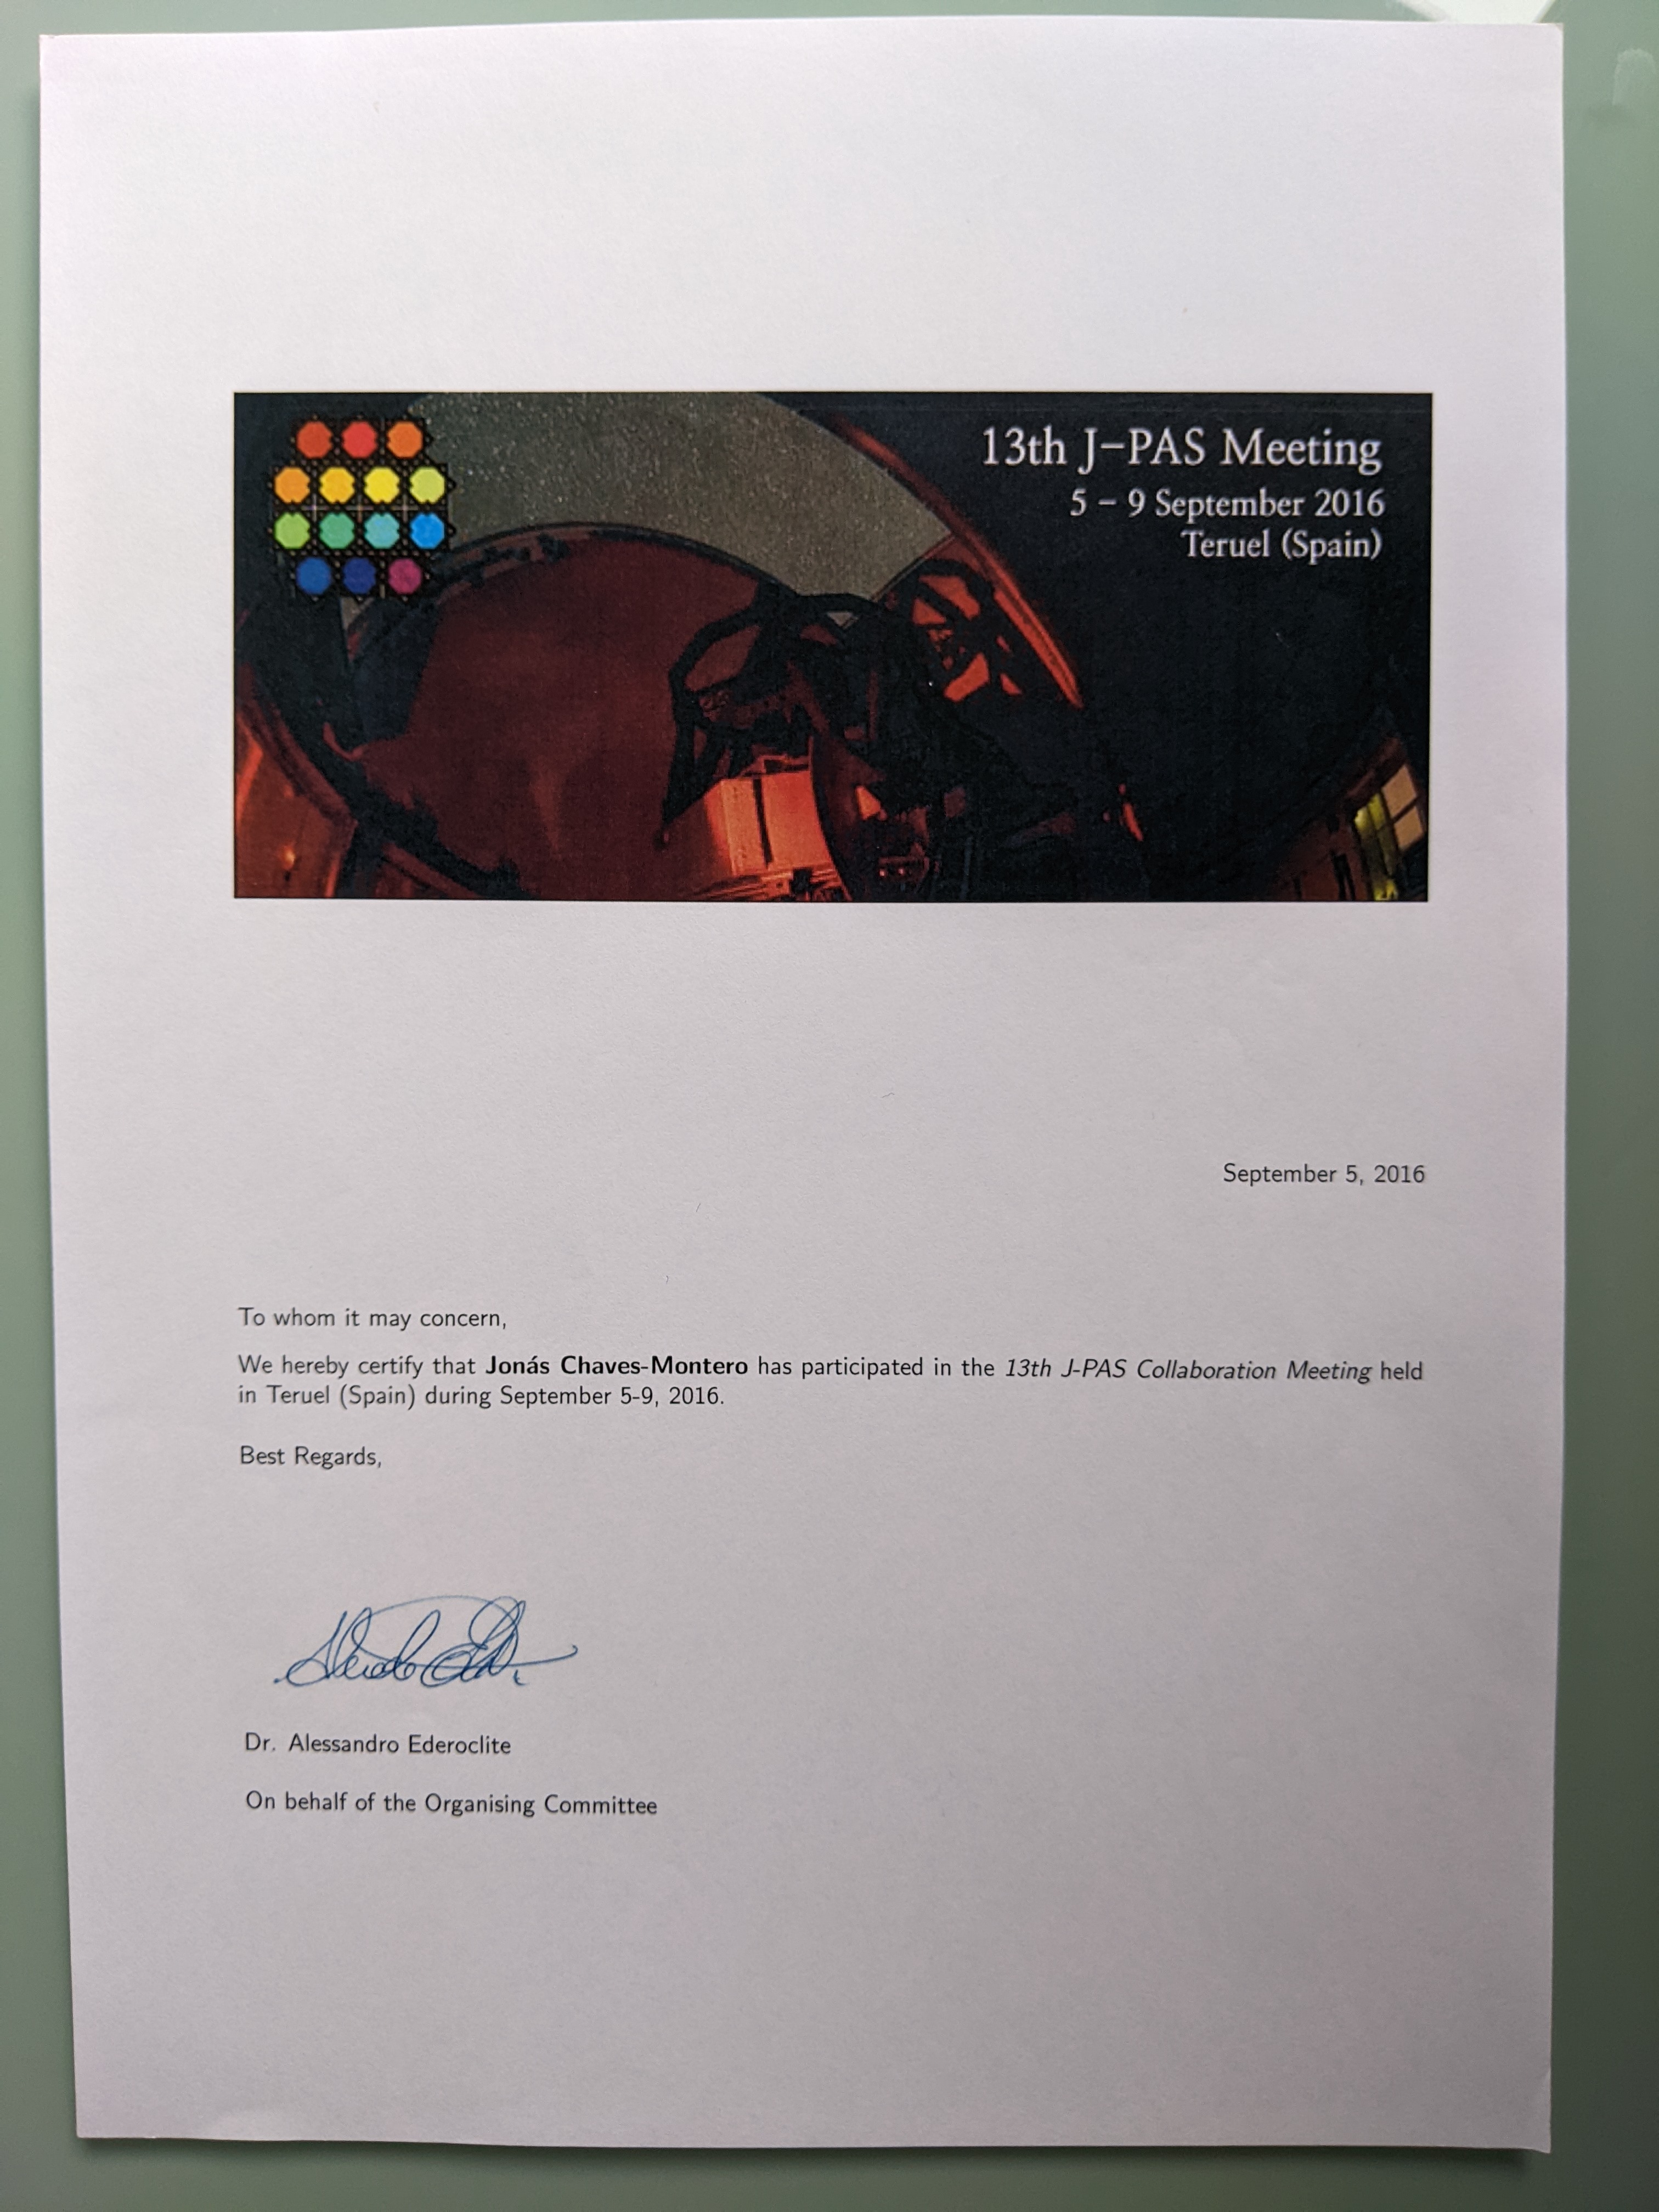 13th J–PAS Meeting
5 – 9 September 2016
Teruel (Spain)
September 5, 2016
To whom it may concern,
We hereby certify that Jonás Chaves-Montero has participated in the 13th J-PAS Collaboration Meeting held
in Teruel (Spain) during September 5-9, 2016.
Best Regards,
Dr. Alessandro Ederoclite
On behalf of the Organising Committee